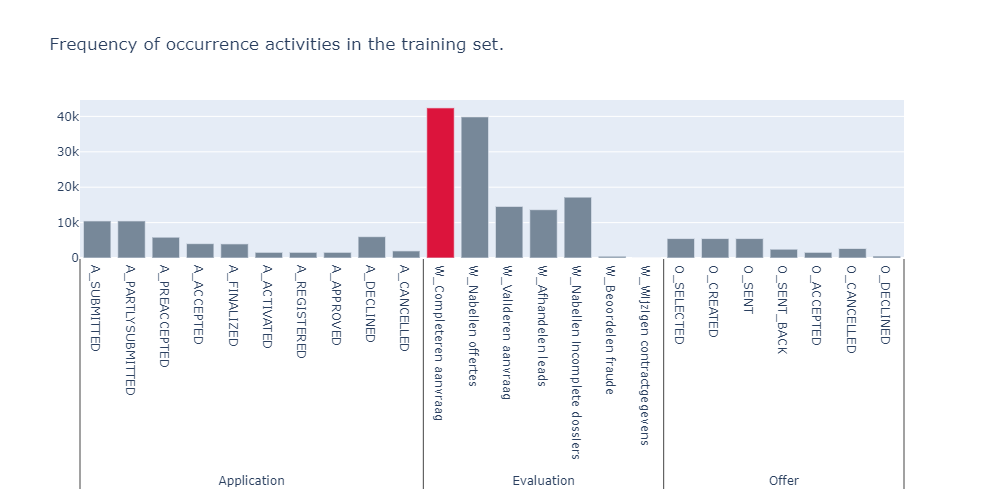 Frequency of occurrence activities in the training set.
40k
30k
20k
10k
0
A_SUBMITTED
A_PARTLYSUBMITTED
A_PREACCEPTED
A_ACCEPTED
A_FINALIZED
A_ACTIVATED
A_REGISTERED
A_APPROVED
A_DECLINED
A_CANCELLED
W_Completeren aanvraag
W_Nabellen offertes
W_Valideren aanvraag
W_Afhandelen leads
W_Nabellen incomplete dossiers
W_Beoordelen fraude
W_Wijzigen contractgegevens
O_SELECTED
O_CREATED
O_SENT
O_SENT_BACK
O_ACCEPTED
O_CANCELLED
O_DECLINED
Application
Evaluation
Offer